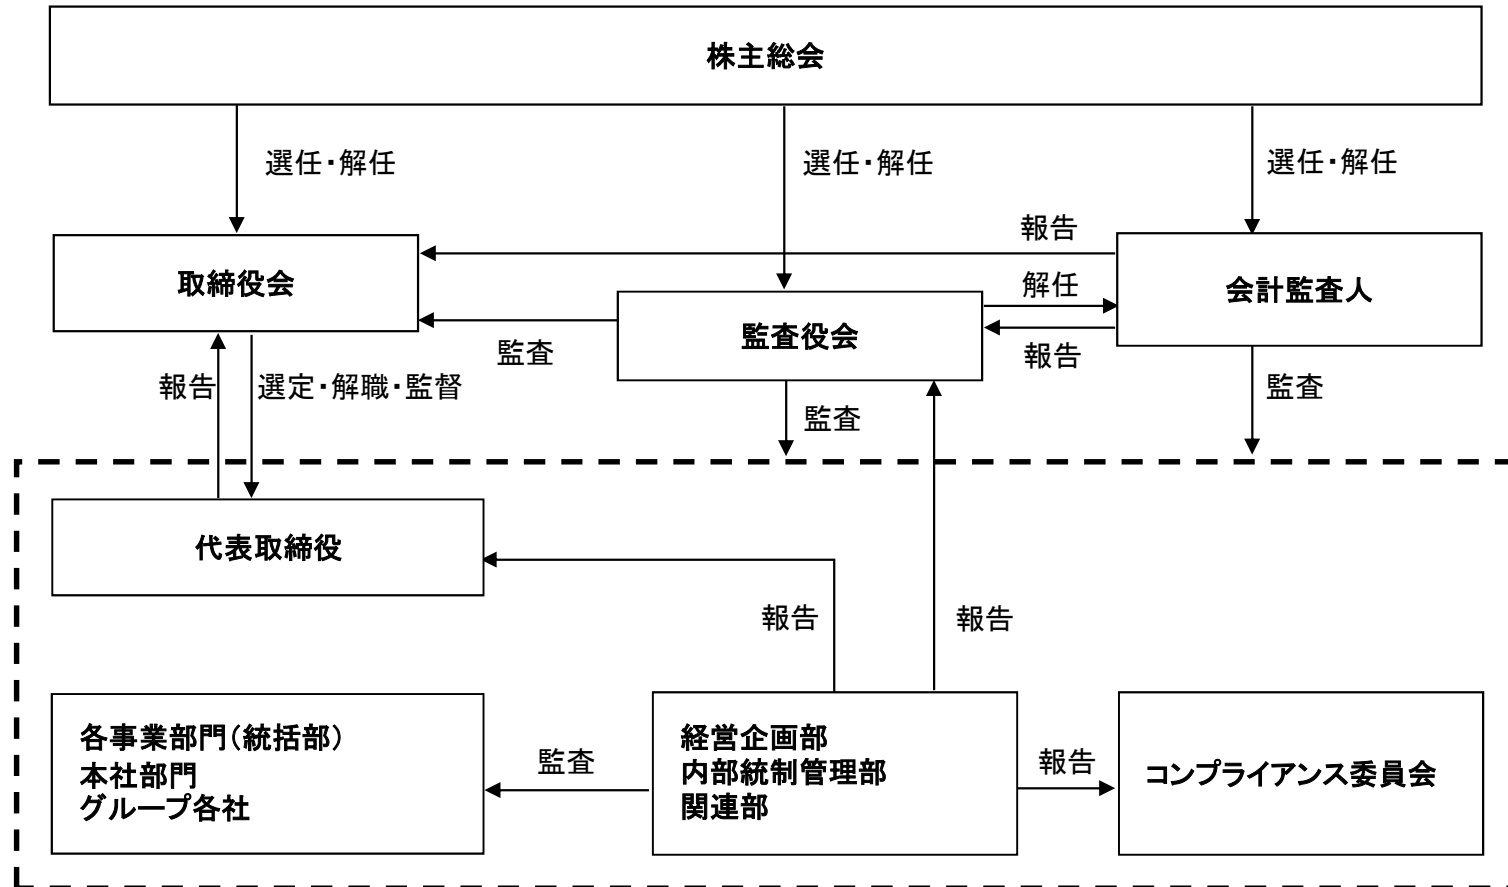 株主総会
選任・解任
選任・解任
選任・解任
報告
取締役会
会計監査人
解任
監査役会
監査
報告
報告
選定・解職・監督
監査
監査
代表取締役
報告
報告
各事業部門（統括部）
本社部門
グループ各社
監査
経営企画部
内部統制管理部
関連部
報告
コンプライアンス委員会